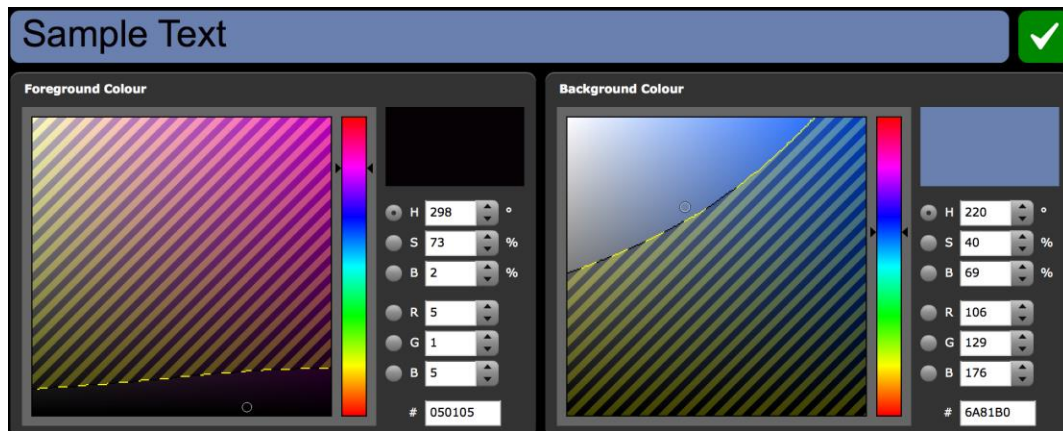 Sample Text
Foreground Colour
H 298 °
S 73 %
B 2 %
R 5
G 1
B 5
# 050105
Background Colour
H 220 °
S 40 %
B 69 %
R 106
G 129
B 176
# 6A81B0